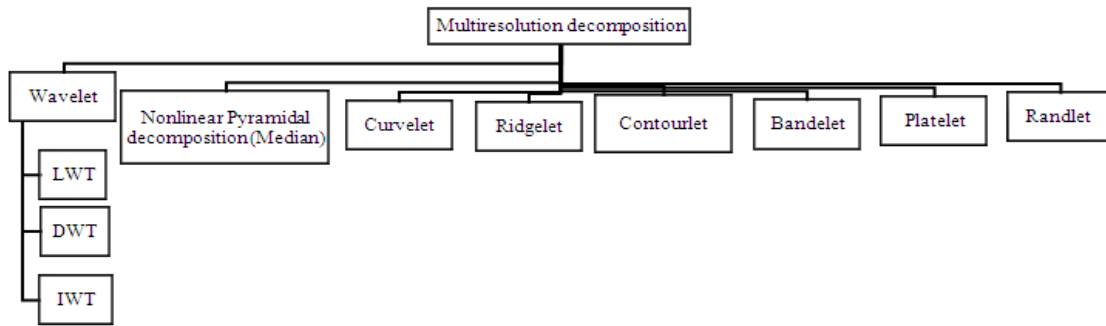 Multiresolution decomposition
Wavelet
Nonlinear Pyramidal
decomposition(Median)
Curvelet
Ridgelet
Contourlet
Bandelet
Platelet
Randlet
LWT
DWT
IWT